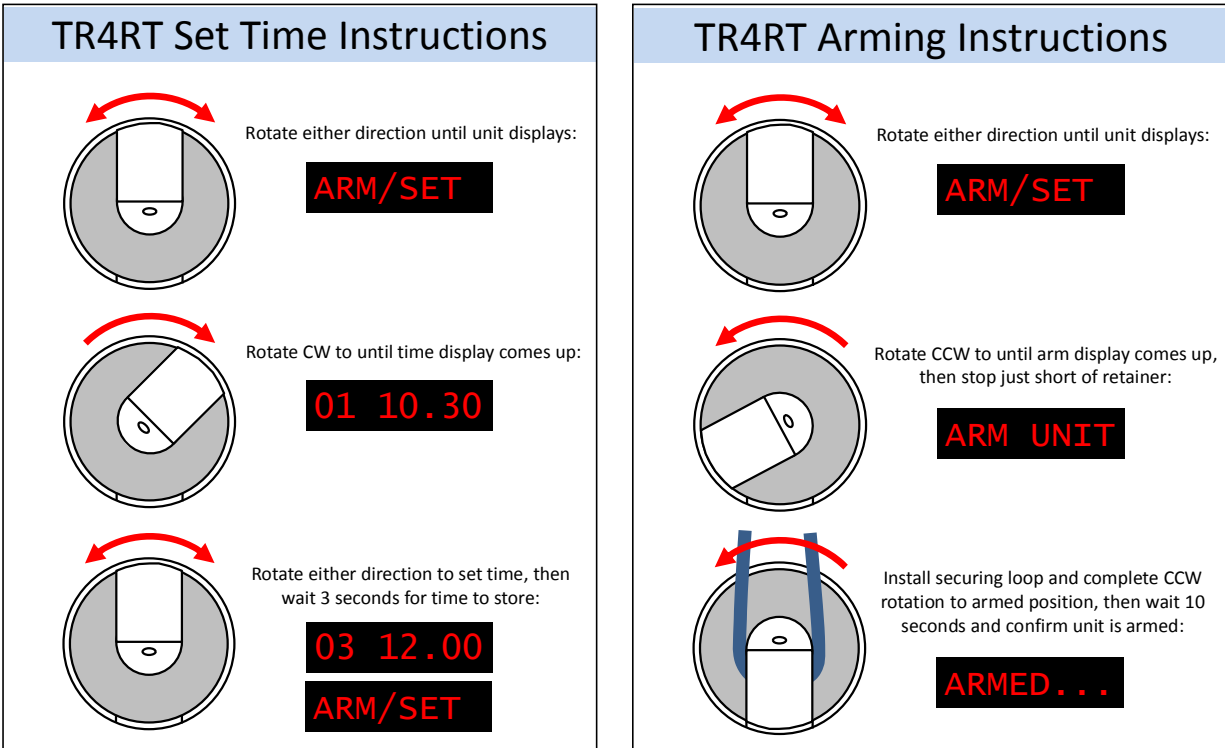 TR4RT Set Time Instructions
Rotate either direction until unit displays:
ARM/SET
Rotate CW to until time display comes up:
01 10.30
Rotate either direction to set time, then
wait 3 seconds for time to store:
03 12.00
ARM/SET
TR4RT Arming Instructions
Rotate either direction until unit displays:
ARM/SET
Rotate CCW to until arm display comes up,
then stop just short of retainer:
ARM UNIT
Install securing loop and complete CCW
rotation to armed position, then wait 10
seconds and confirm unit is armed:
ARMED...